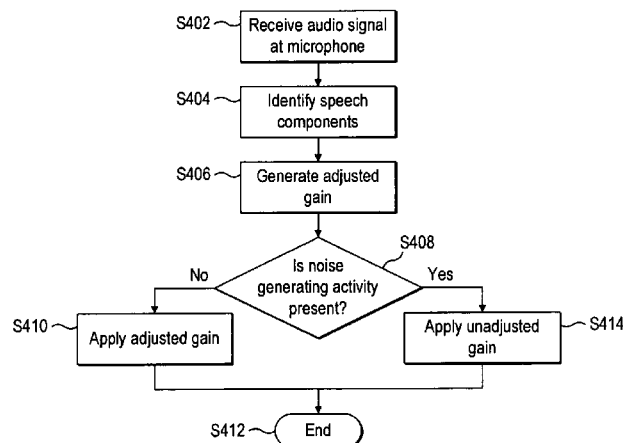 S402
Receive audio signal
at microphone
S404
Identify speech
components
S406
Generate adjusted
gain
S408
Is noise
generating activity
present?
No
Yes
S410
Apply adjusted gain
Apply unadjusted
gain
S414
S412
End